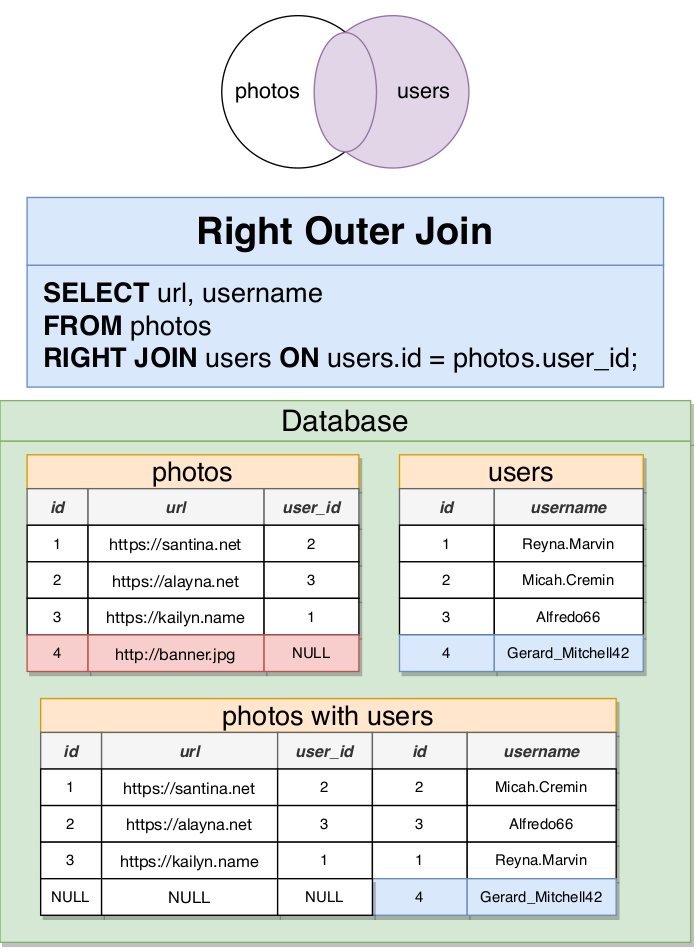 photos users
Right Outer Join
SELECT url, username
FROM photos
RIGHT JOIN users ON users.id = photos.user_id;
Database
photos users
id url user_id id username
1 https://santina.net 2 1 Reyna.Marvin
2 https://alayna.net 3 2 Micah.Cremin
3 https://kailyn.name 1 3 Alfredo66
4 http://banner.jpg NULL 4 Gerard_Mitchell42
photos with users
id url user_id id username
1 https://santina.net 2 2 Micah.Cremin
2 https://alayna.net 3 3 Alfredo66
3 https://kailyn.name 1 1 Reyna.Marvin
NULL NULL NULL 4 Gerard_Mitchell42